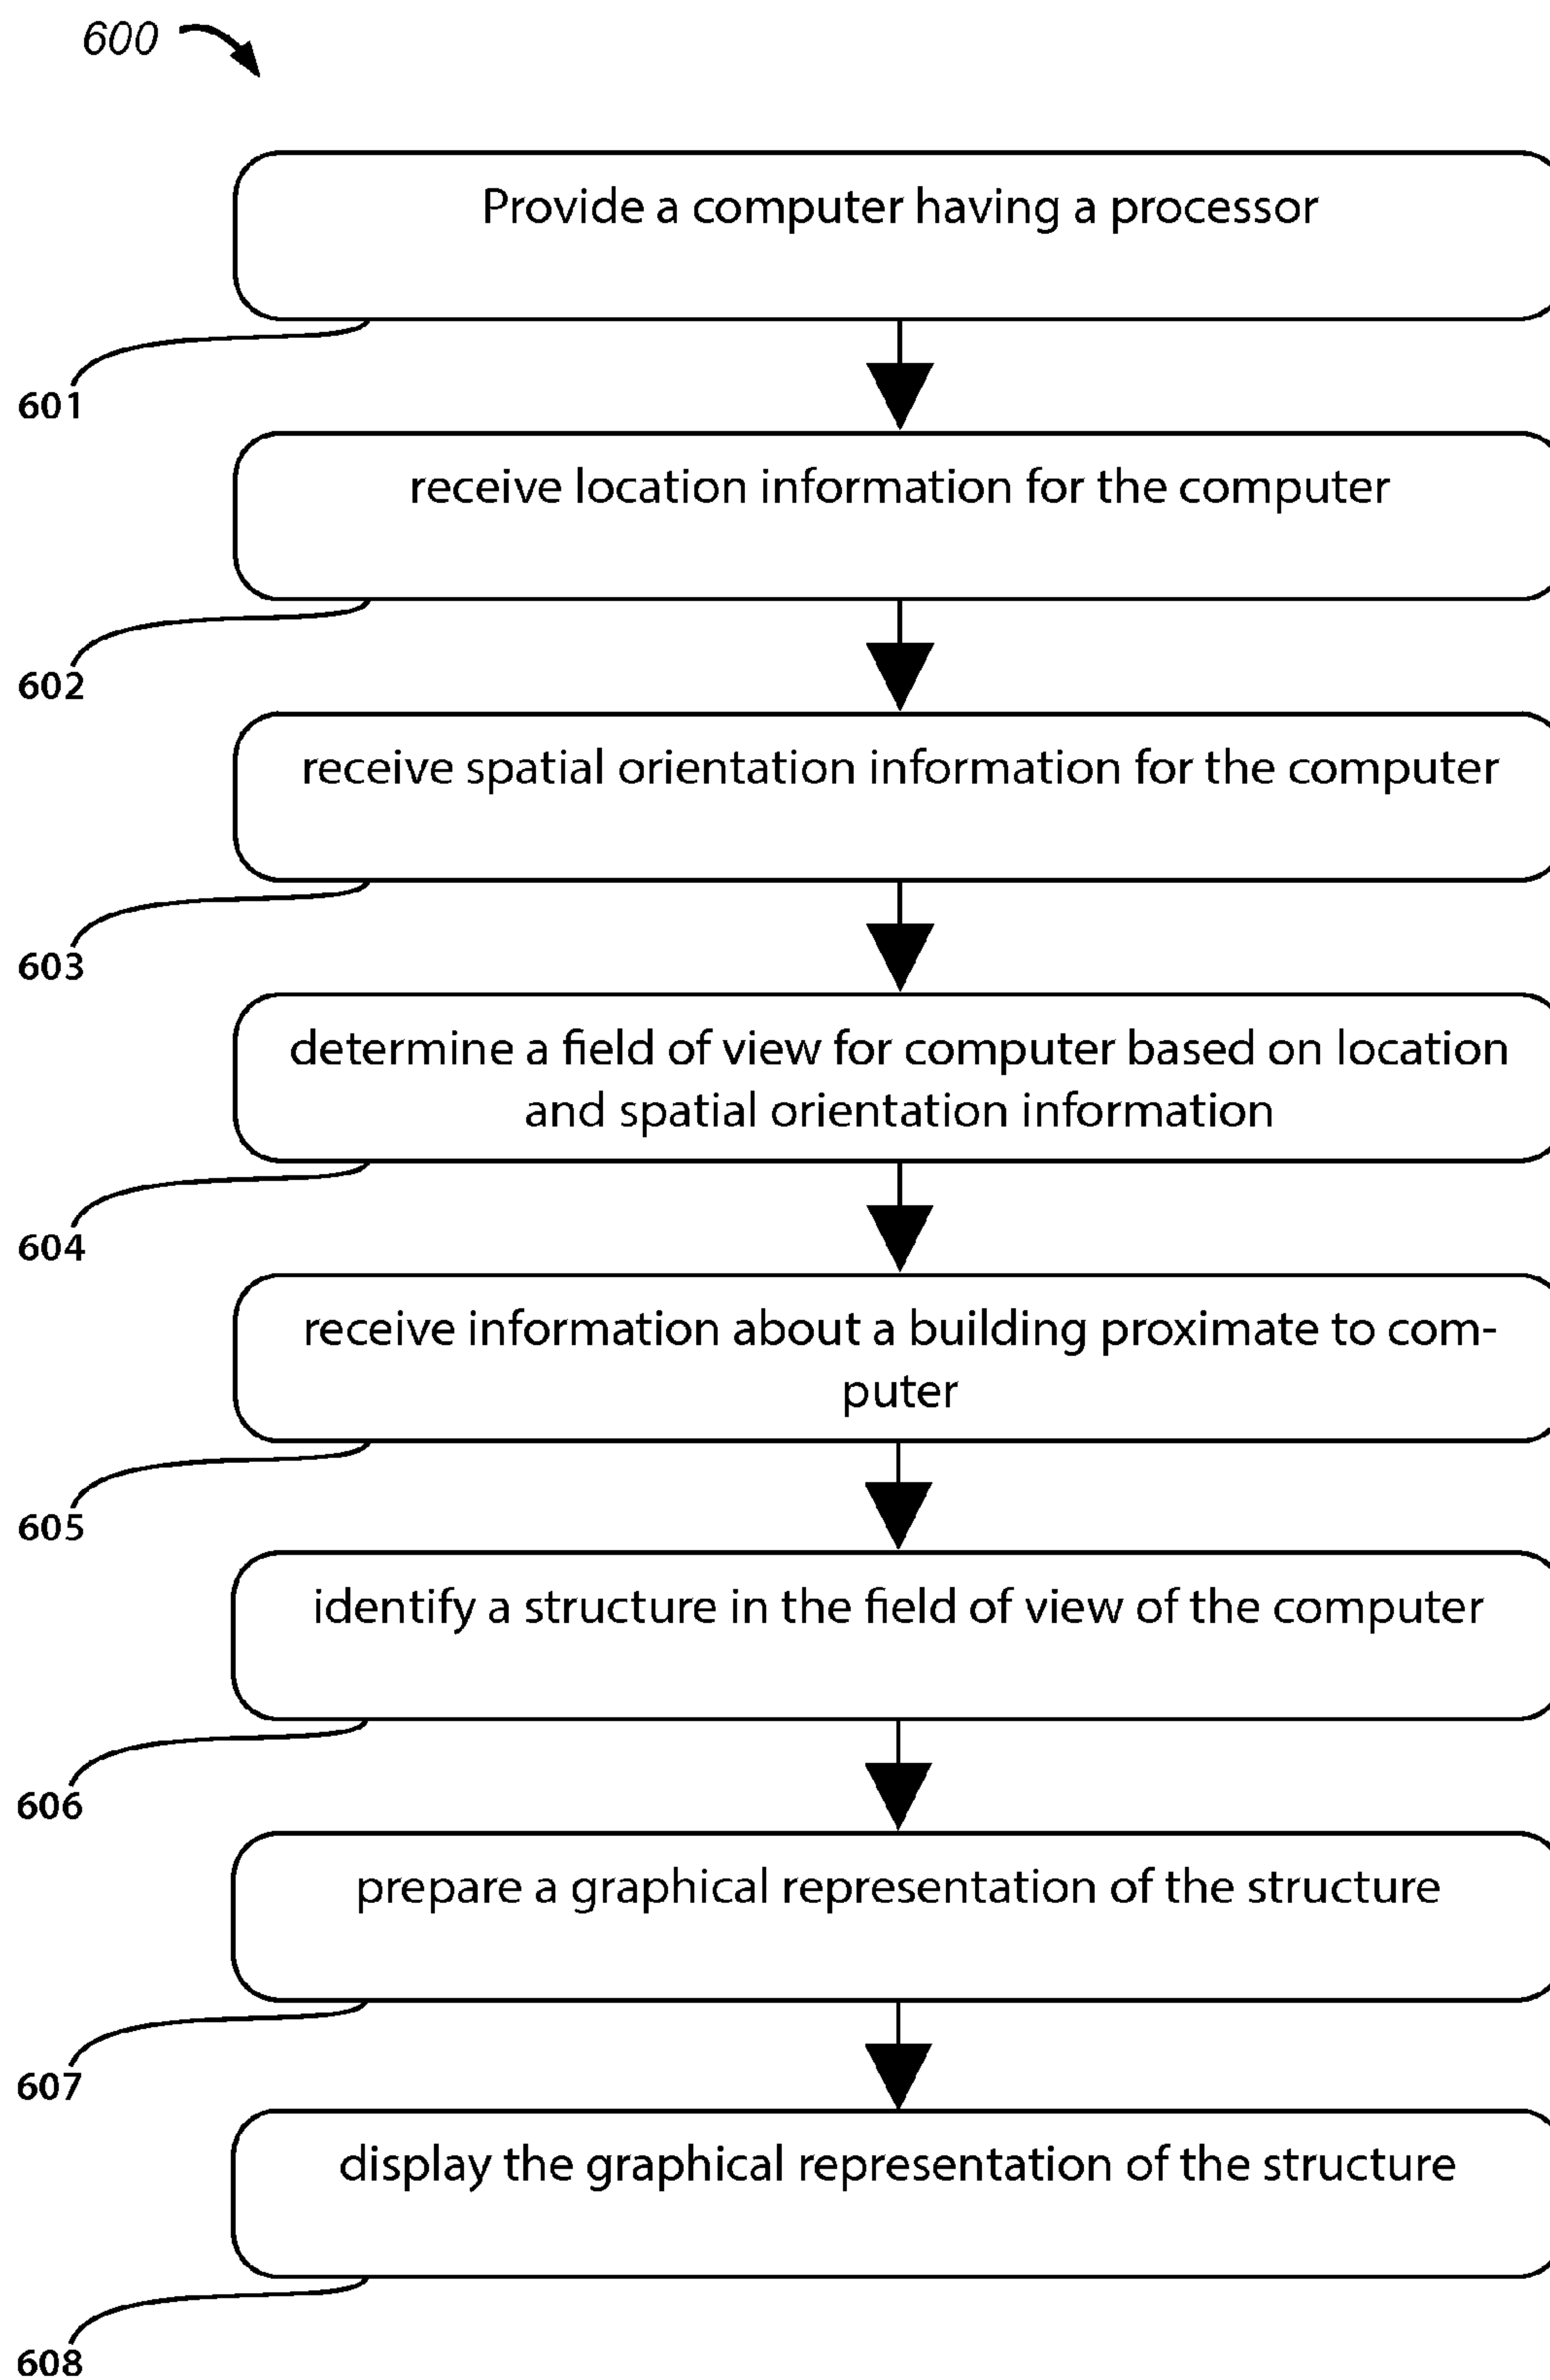 600
Provide a computer having a processor
601
receive location information for the computer
602
receive spatial orientation information for the computer
603
determine a field of view for computer based on location
and spatial orientation information
604
receive information about a building proximate to com-
puter
605
identify a structure in the field of view of the computer
606
prepare a graphical representation of the structure
607
display the graphical representation of the structure
608